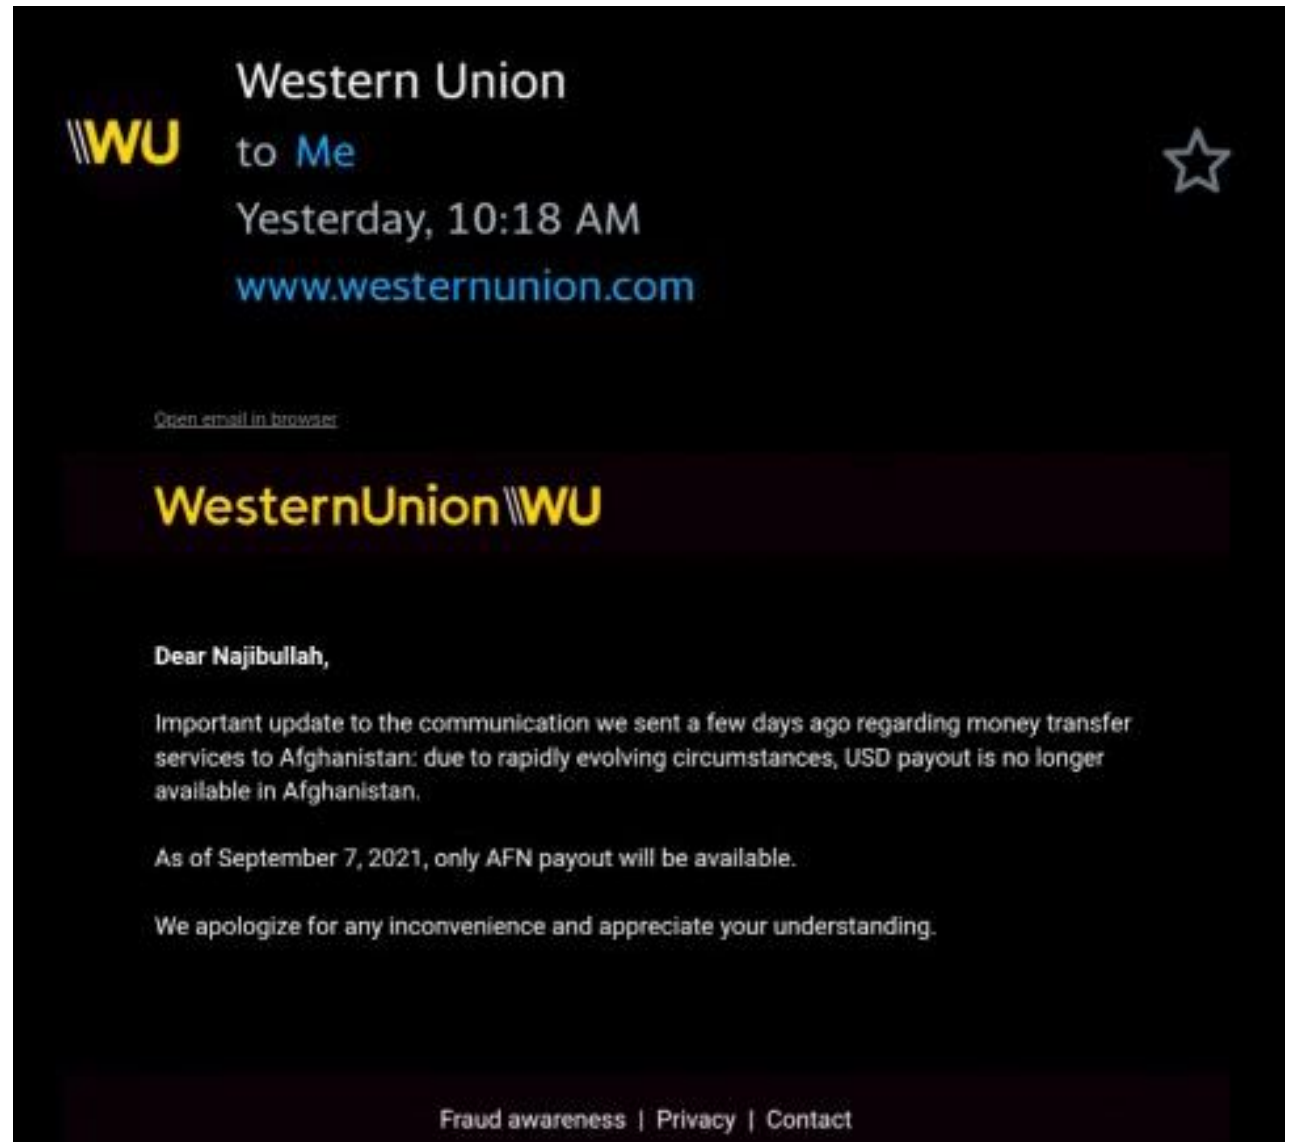 Western Union
WU
to Me
Yesterday, 10:18 AM
www.westernunion.com
Open email in browser
WesternUnion WU
Dear Najibullah,
Important update to the communication we sent a few days ago regarding money transfer
services to Afghanistan: due to rapidly evolving circumstances, USD payout is no longer
available in Afghanistan.
As of September 7, 2021, only AFN payout will be available.
We apologize for any inconvenience and appreciate your understanding.
Fraud awareness | Privacy | Contact